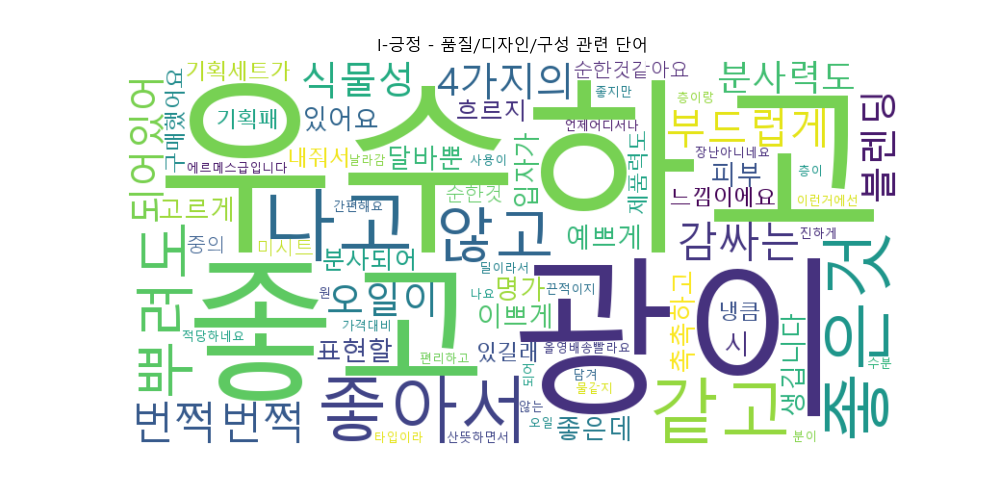 I-긍정 - 품질/디자인/구성 관련 단어
우수하고
좋고
광이
나고
않고
좋은것
좋아서
같고
뿌려도
번쩍번쩍
되어있어
구매했어요
기획세트가
기획패
식물성
있어요
4가지의
흐르지
순한것같아요
좋지만
언제어디서나
층이랑
분사력도
부드럽게
블렌딩
에르메스급입니다
내줘서
날라감
달바뿐
사용이
순한것
입자가
제품력도
피부
장난아니네요
층이
느낌이에요
이런거에선
고르게
간편해요
중의
미시트
예쁘게
감싸는
진하게
분사되어
딜이라서
오일이
원
명가
끈적이지
나요
이쁘게
촉촉하고
냉큼
시
생깁니다
수분
적당하네요
가격대비
표현할
편리하고
있길래
올영배송빨라요
담겨
되어
물같지
않는
오일
좋은데
타입이라
산뜻하면서
분이